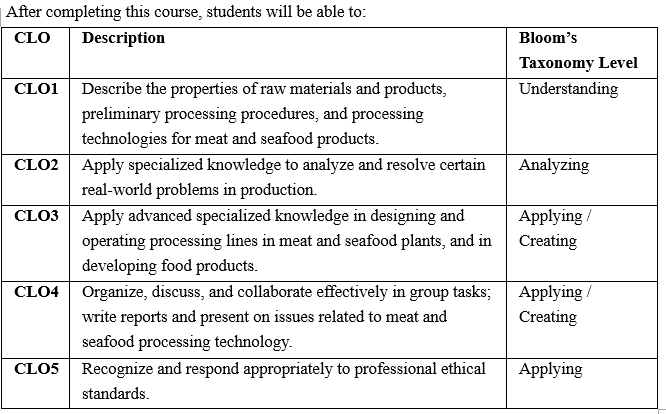 After completing this course, students will be able to:
CLO Description Bloom's
Taxonomy Level
CLO1 Describe the properties of raw materials and products, Understanding
preliminary processing procedures, and processing
technologies for meat and seafood products.
CLO2 Apply specialized knowledge to analyze and resolve certain Analyzing
real-world problems in production.
CLO3 Apply advanced specialized knowledge in designing and Applying /
operating processing lines in meat and seafood plants, and in Creating
developing food products.
CLO4 Organize, discuss, and collaborate effectively in group tasks; Applying /
write reports and present on issues related to meat and Creating
seafood processing technology.
CLO5 Recognize and respond appropriately to professional ethical Applying
standards.